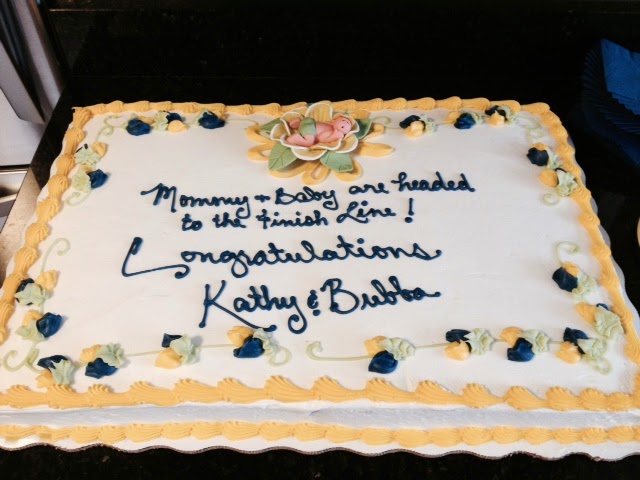 Mommy & Baby are headed
to the finish Line!
Congratulations
Kathy & Bubba